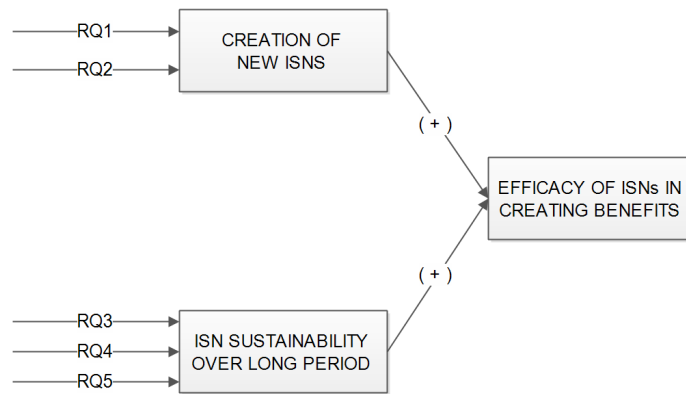 RQ1
RQ2
CREATION OF
NEW ISNS
( + )
EFFICACY OF ISNs IN
CREATING BENEFITS
( + )
RQ3
RQ4
RQ5
ISN SUSTAINABILITY
OVER LONG PERIOD